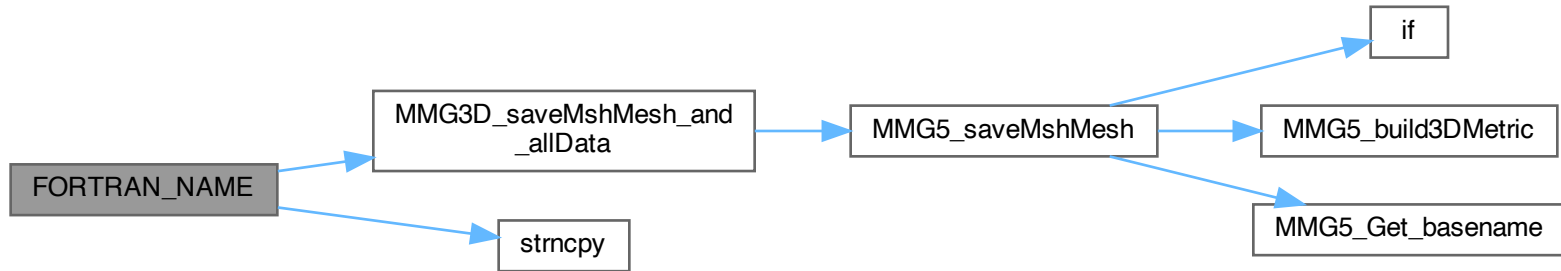 if
MMG3D_saveMshMesh_and
_allData
MMG5_saveMshMesh
MMG5_build3DMetric
FORTRAN_NAME
strncpy
MMG5_Get_basename